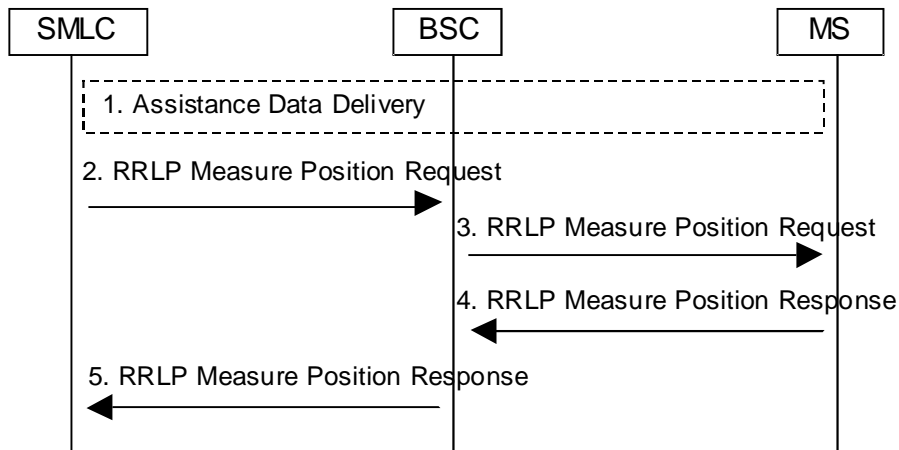 SMLC
BSC
MS
1. Assistance Data Delivery
2. RRLP Measure Position Request
3. RRLP Measure Position Request
4. RRLP Measure Position Response
5. RRLP Measure Position Response